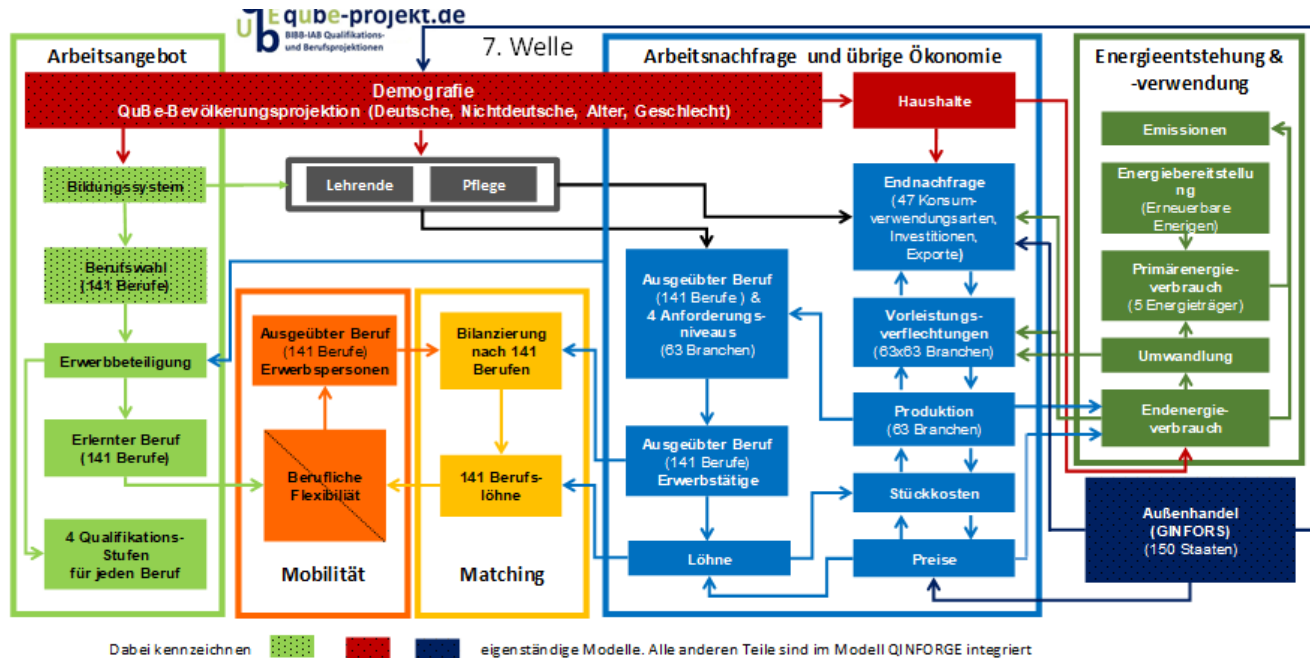 qube-projekt.de
BIBB-IAB Qualifikations-
und Berufsprojektionen
7. Welle
Arbeitsangebot
Demografie
QuBe-Bevölkerungsprojektion (Deutsche, Nichtdeutsche, Alter, Geschlecht)
Bildungssystem
Lehrende
Pflege
Berufswahl
(141 Berufe)
Erwerbbeteiligung
Erlernter Beruf
(141 Berufe)
4 Qualifikations-
Stufen
für jeden Beruf
Ausgeübter Beruf
(141 Berufe)
Erwerbspersonen
Berufliche
Flexibiliät
Mobilität
Bilanzierung
nach 141
Berufen
141 Berufs-
löhne
Matching
Arbeitsnachfrage und übrige Ökonomie
Haushalte
Endnachfrage
(47 Konsum-
verwendungsarten,
Investitionen,
Exporte)
Ausgeübter Beruf
(141 Berufe ) &
4 Anforderungs-
niveaus
(63 Branchen)
Vorleistungs-
verflechtungen
(63x63 Branchen)
Produktion
(63 Branchen)
Ausgeübter Beruf
(141 Berufe)
Erwerbstätige
Stückkosten
Löhne
Preise
Energieentstehung &
-verwendung
Emissionen
Energiebereitstellu
ng
(Erneuerbare
Enerigen)
Primärenergie-
verbrauch
(5 Energieträger)
Umwandlung
Endenergie-
verbrauch
Außenhandel
(GINFORS)
(150 Staaten)
Dabei kennzeichnen eigenständige Modelle. Alle anderen Teile sind im Modell QINFORGE integriert